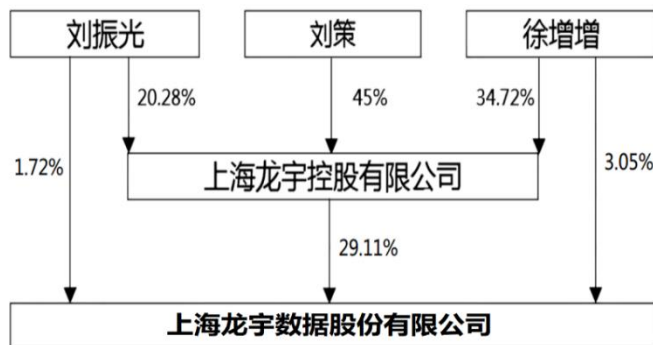 刘振光
刘策
徐增增
20.28%
45%
34.72%
1.72%
上海龙宇控股有限公司
3.05%
29.11%
上海龙宇数据股份有限公司